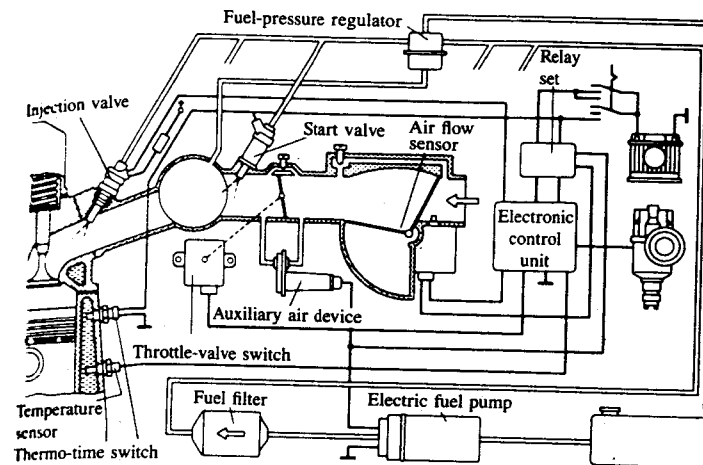 Fuel-pressure regulator
Relay
set
Injection valve
Start valve
Air flow
sensor
Electronic
control
unit
Auxiliary air device
Throttle-valve switch
Fuel filter
Electric fuel pump
Temperature
sensor
Thermo-time switch